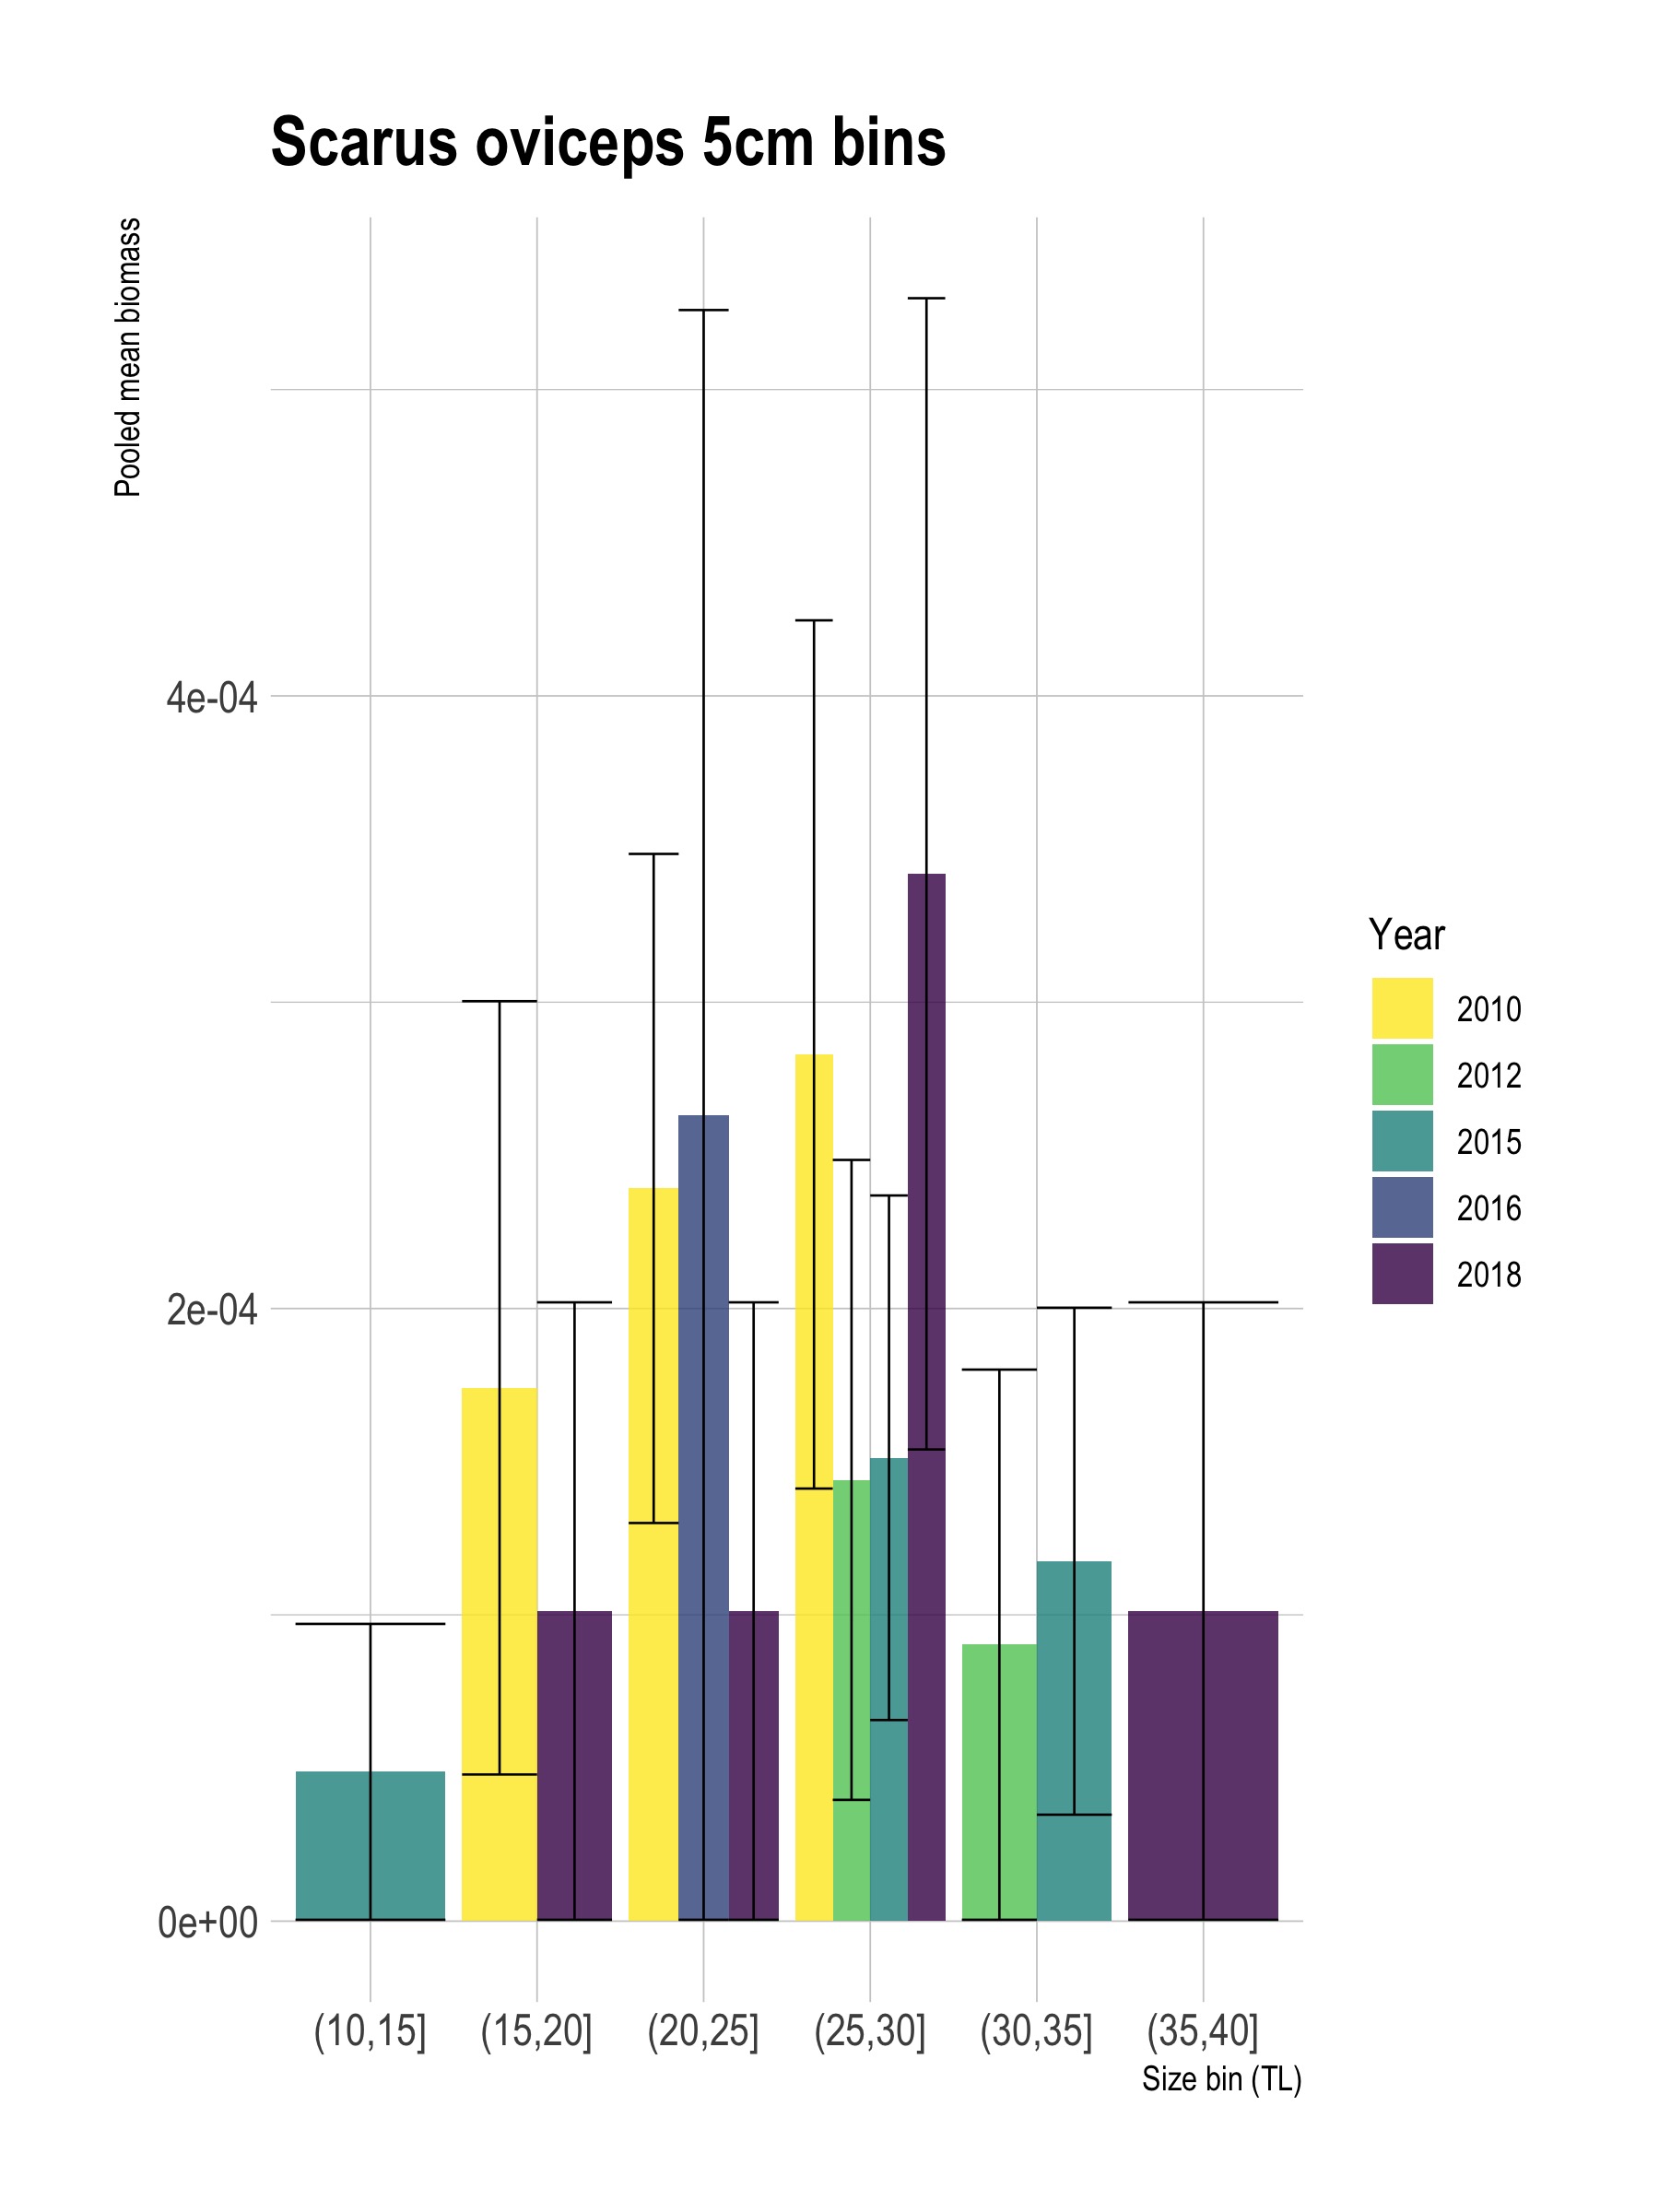 Scarus oviceps 5cm bins
Pooled mean biomass
4e-04
2e-04
0e+00
(10,15]
(15,20]
(20,25]
(25,30]
(30,35]
(35,40]
Size bin (TL)
Year
2010
2012
2015
2016
2018